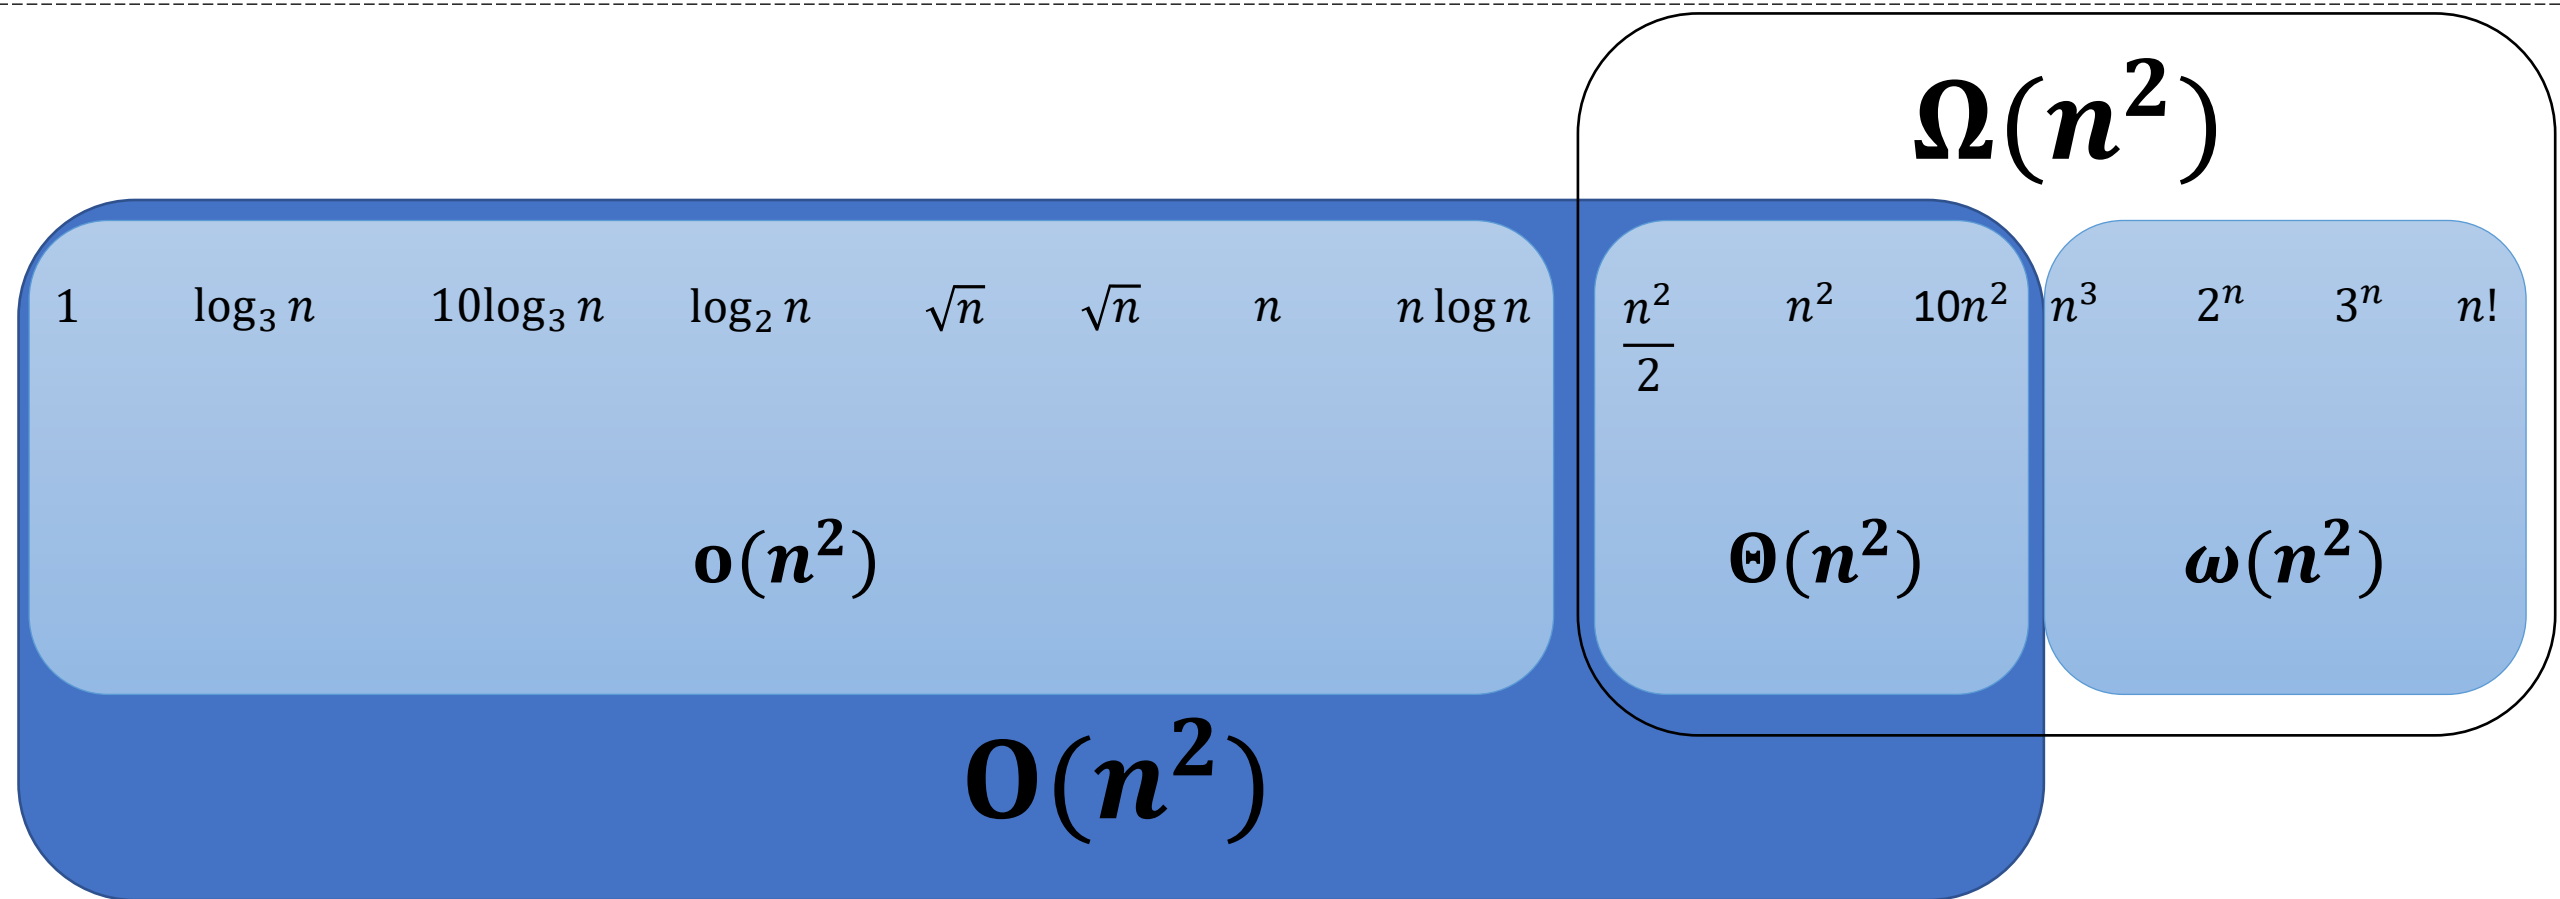 Ω(n²)
1 log₃ n 10log₃ n log₂ n √n √n n n log n n²/2 n² 10n² n³ 2ⁿ 3ⁿ n!
o(n²) Θ(n²) ω(n²)
O(n²)